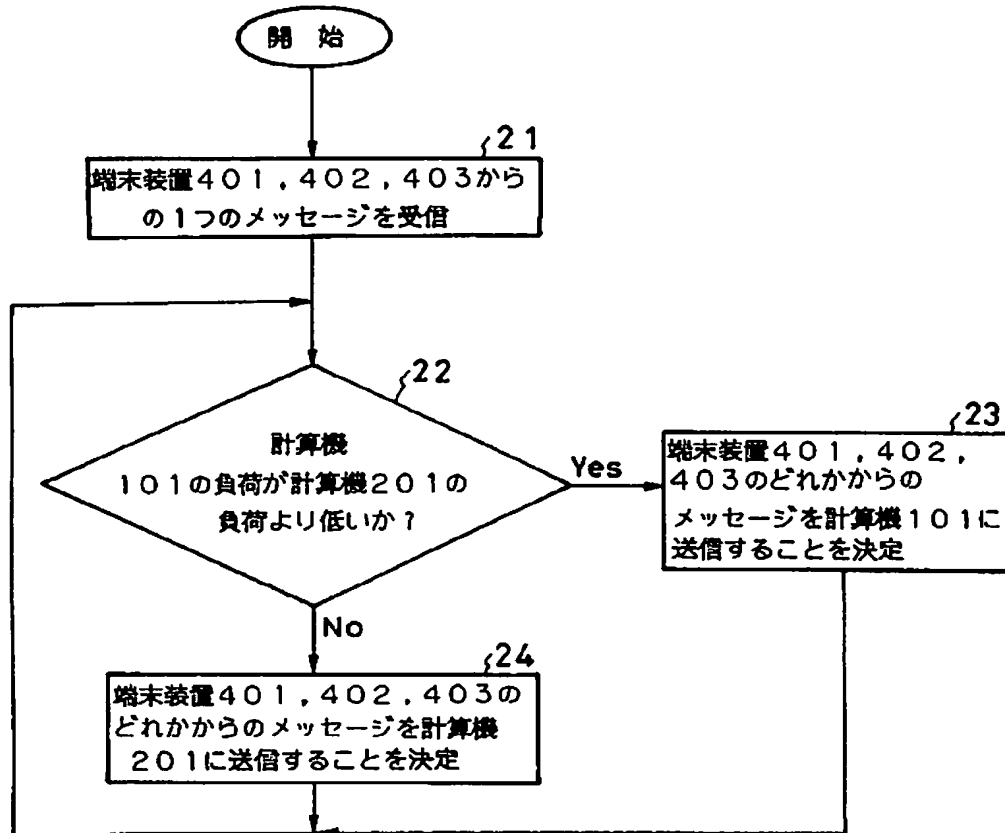 開 始
21
端末装置401,402,403から
の1つのメッセージを受信
22
計算機
101の負荷が計算機201の
負荷より低いか?
Yes
23
端末装置401,402,
403のどれかからの
メッセージを計算機101に
送信することを決定
No
24
端末装置401,402,403の
どれかからのメッセージを計算機
201に送信することを決定